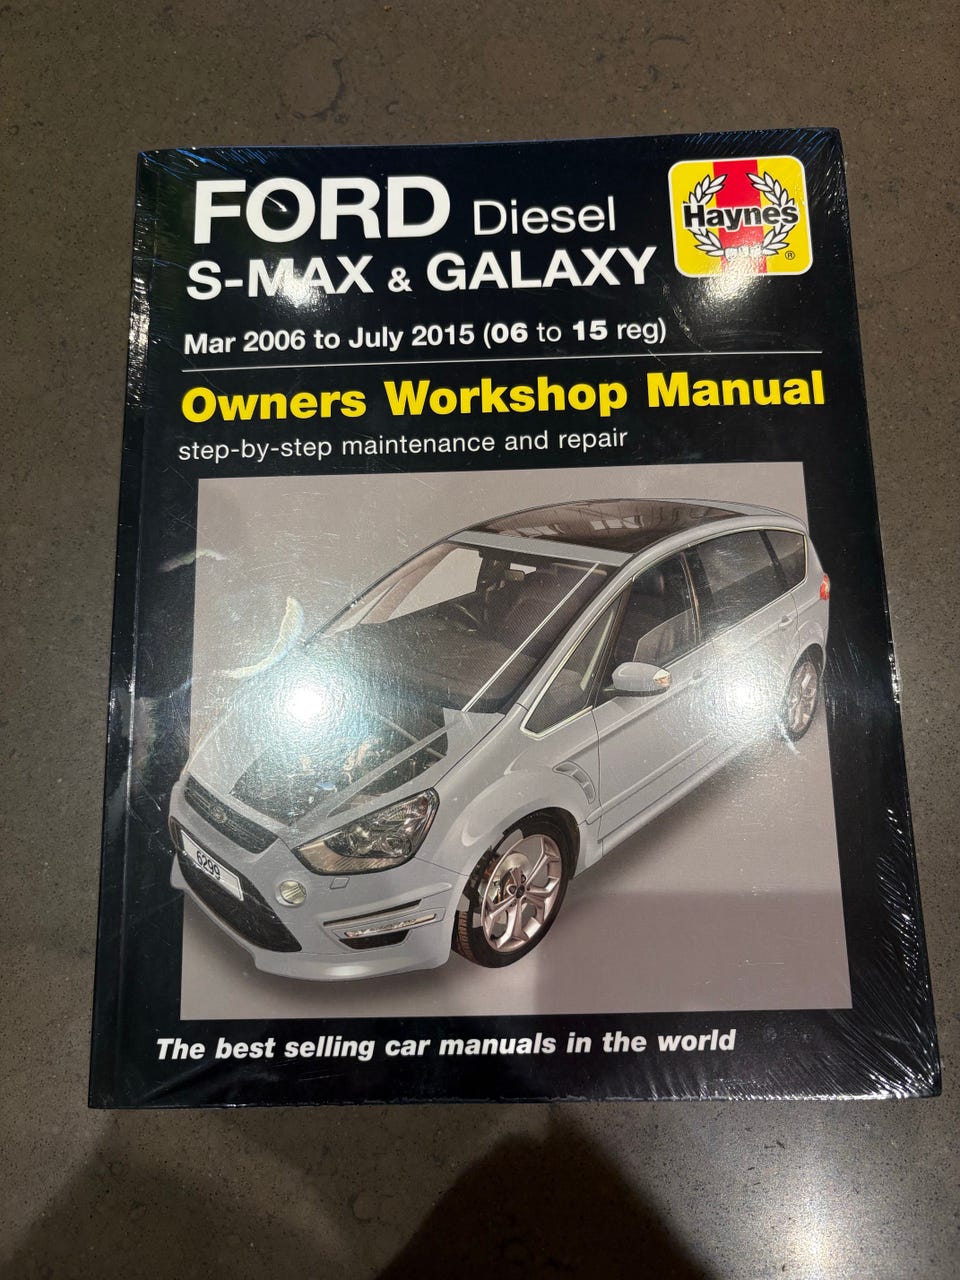 FORD Diesel
Haynes
®
S-MAX & GALAXY
Mar 2006 to July 2015 (06 to 15 reg)
Owners Workshop Manual
step-by-step maintenance and repair
6299
The best selling car manuals in the world